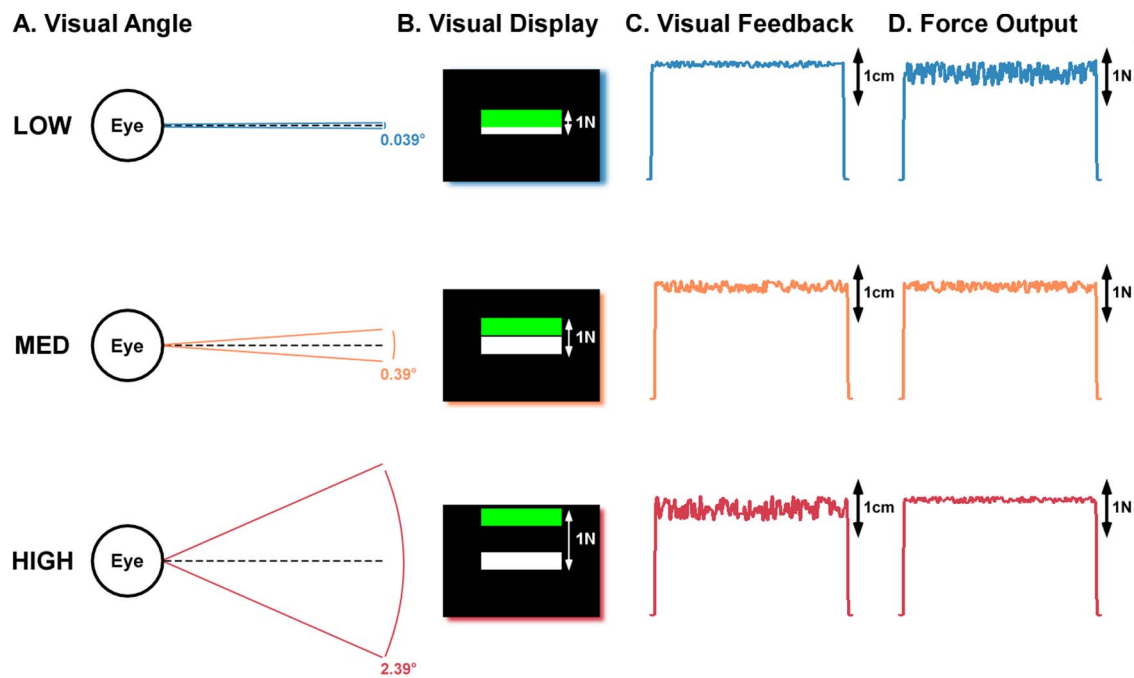 A. Visual Angle
B. Visual Display
C. Visual Feedback
D. Force Output
LOW
Eye
0.039°
1N
1cm
1N
MED
Eye
0.39°
1N
1cm
1N
HIGH
Eye
2.39°
1N
1cm
1N